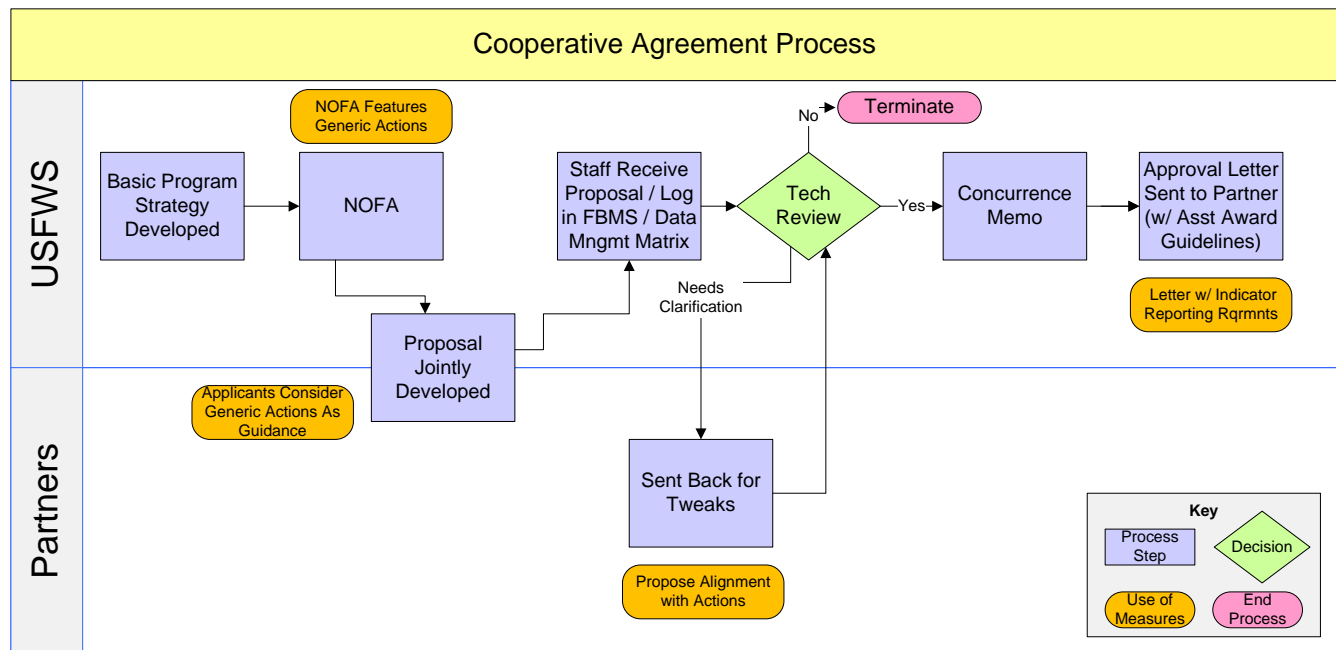 Cooperative Agreement Process
USFWS
NOFA Features
Generic Actions
Basic Program
Strategy
Developed
NOFA
Staff Receive
Proposal / Log
in FBMS / Data
Mngmt Matrix
No
Terminate
Tech
Review
Yes
Concurrence
Memo
Approval Letter
Sent to Partner
(w/ Asst Award
Guidelines)
Needs
Clarification
Letter w/ Indicator
Reporting Rqrmnts
Proposal
Jointly
Developed
Partners
Applicants Consider
Generic Actions As
Guidance
Sent Back for
Tweaks
Propose Alignment
with Actions
Key
Process
Step
Decision
Use of
Measures
End
Process